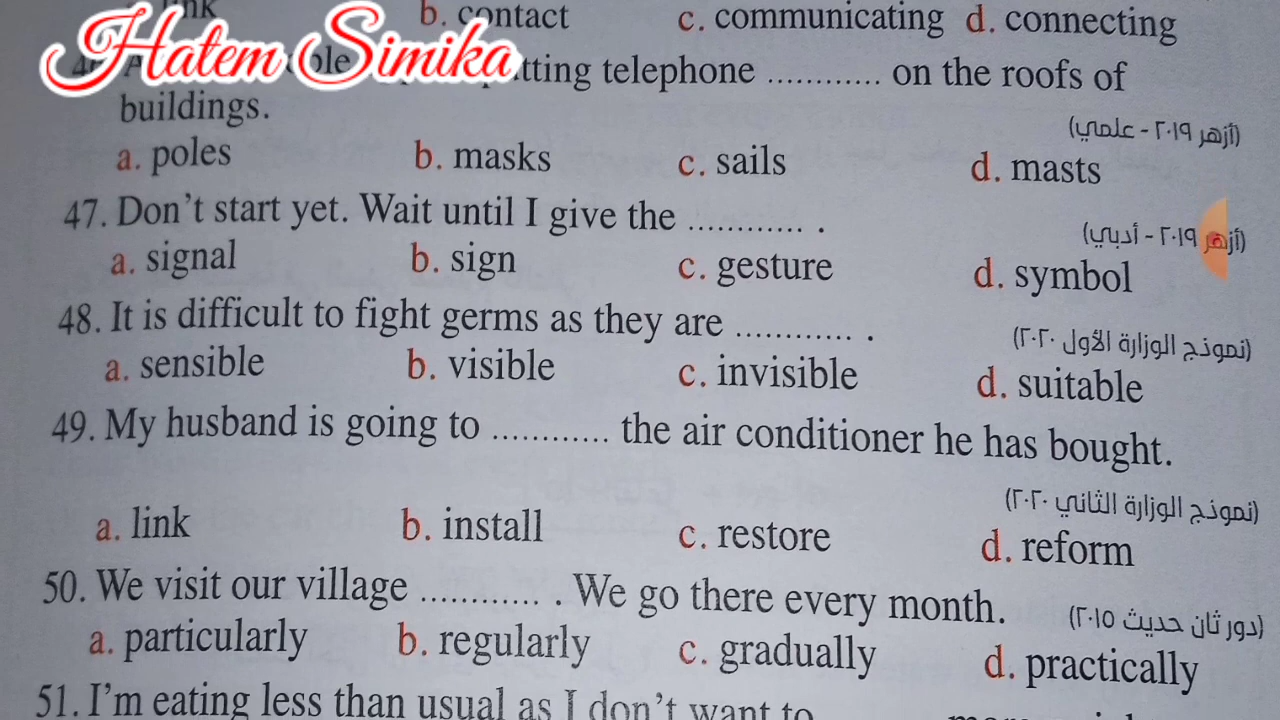 b. contact c. communicating d. connecting
Hatem Simika
telephone ............ on the roofs of
buildings.
(أزهر ٢٠١٩ - علمي)
a. poles b. masks c. sails d. masts
47. Don't start yet. Wait until I give the ............ .
(أزهر ٢٠١٩ - أدبي)
a. signal b. sign c. gesture d. symbol
48. It is difficult to fight germs as they are ............ .
(نموذج الوزارة الأول ٢٠٢٠)
a. sensible b. visible c. invisible d. suitable
49. My husband is going to ............ the air conditioner he has bought.
(نموذج الوزارة الثاني ٢٠٢٠)
a. link b. install c. restore d. reform
50. We visit our village ............ . We go there every month.
(دور ثان حديث ٢٠١٥)
a. particularly b. regularly c. gradually d. practically
51. I'm eating less than usual as I don't want to